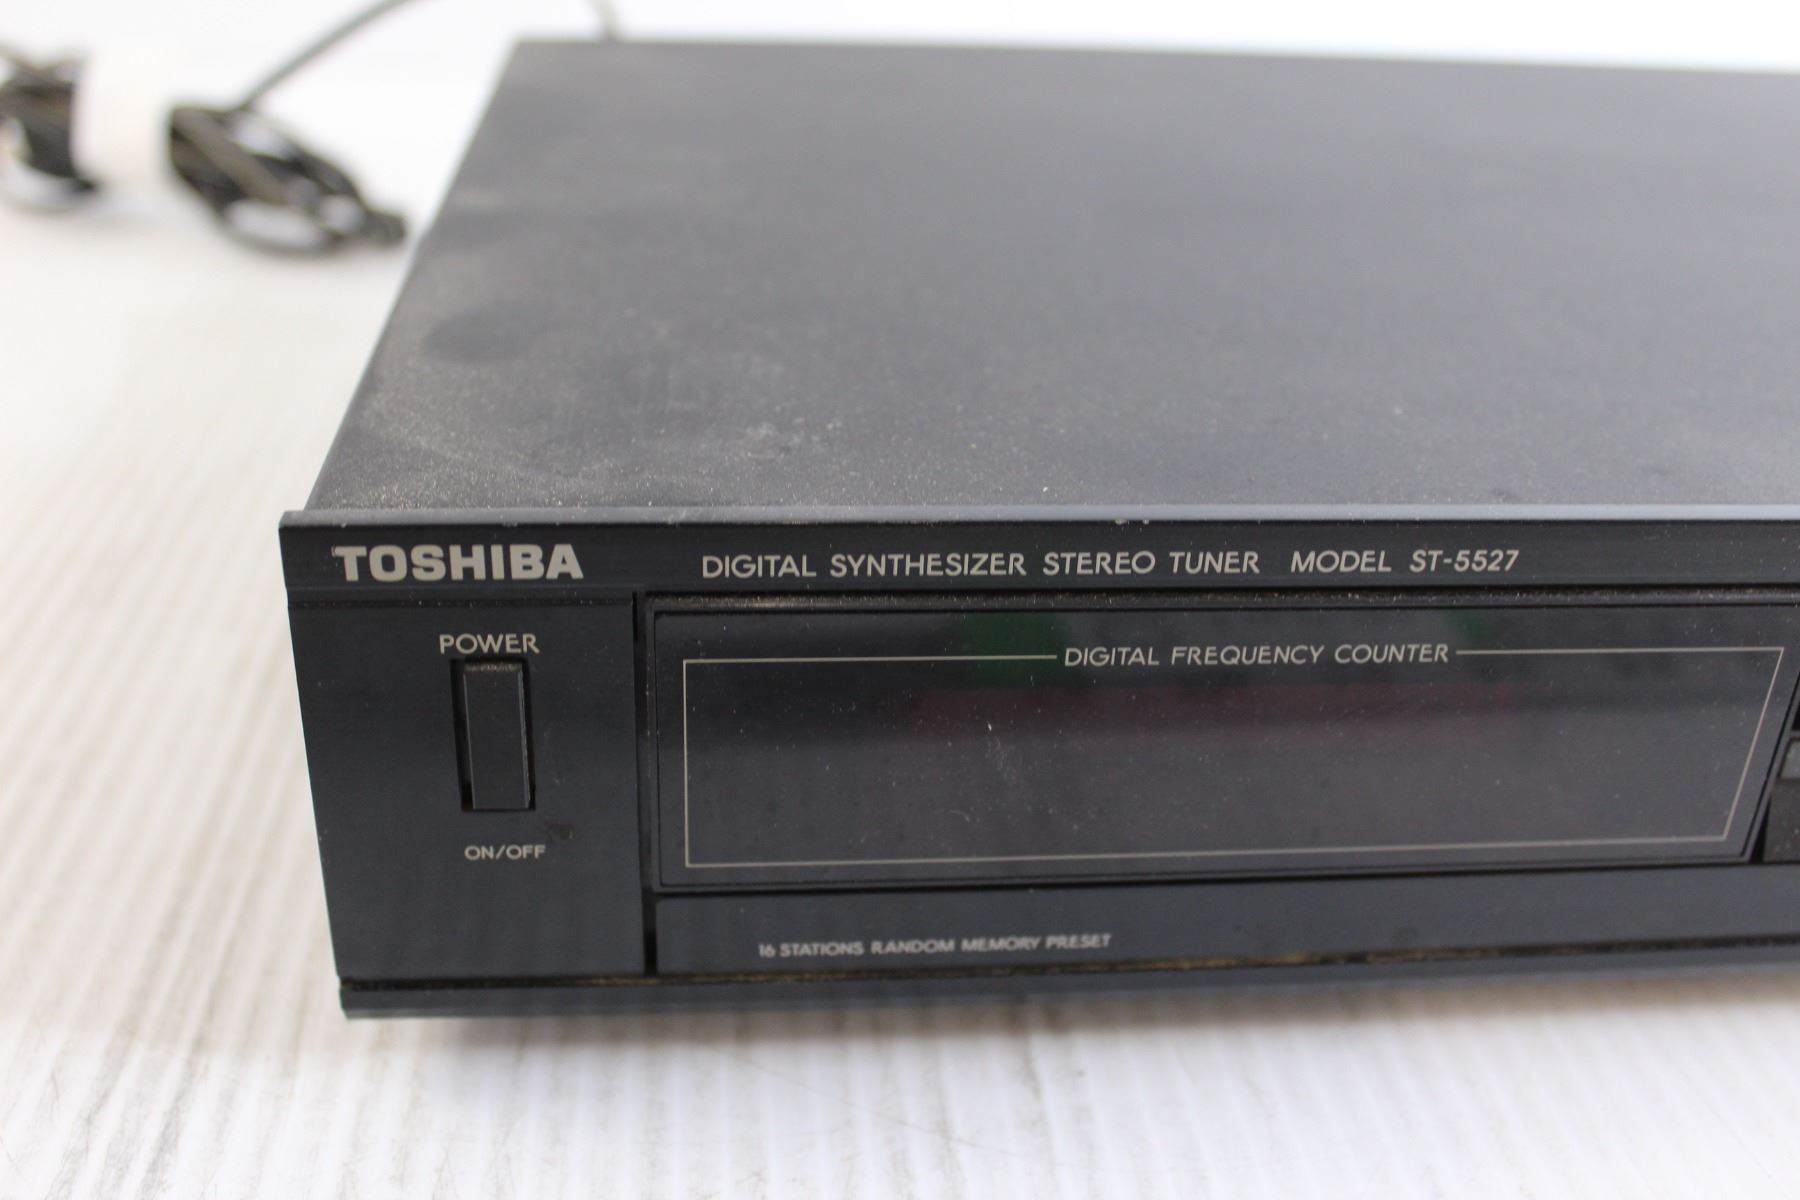 TOSHIBA DIGITAL SYNTHESIZER STEREO TUNER MODEL ST-5527
POWER
DIGITAL FREQUENCY COUNTER
ON/OFF
16 STATIONS RANDOM MEMORY PRESET